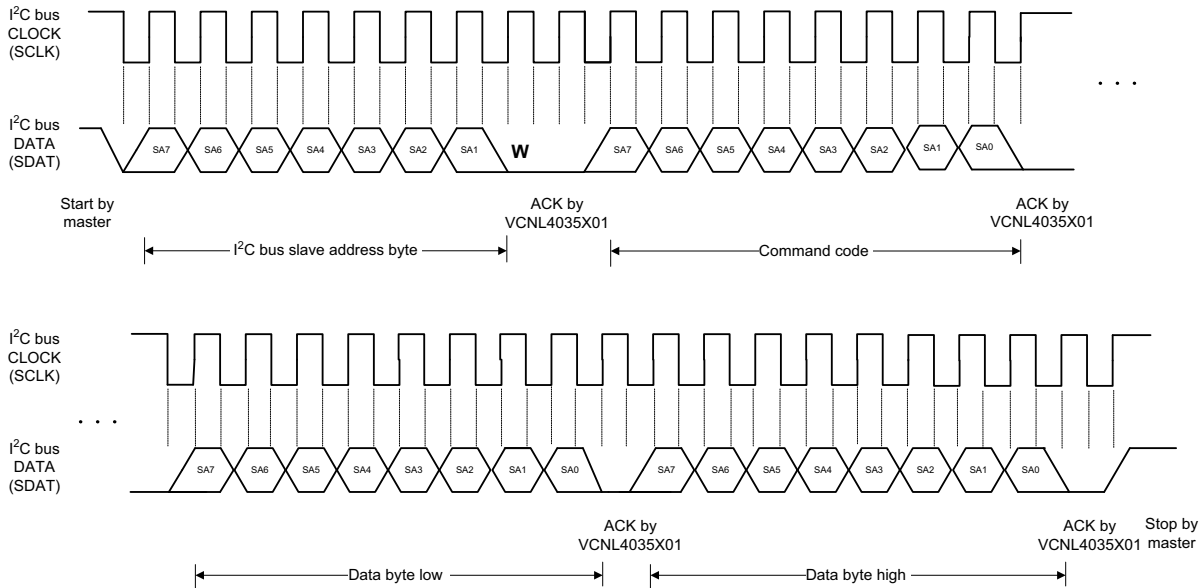 I²C bus
CLOCK
(SCLK)
. . .
I²C bus
DATA
(SDAT)
SA7 SA6 SA5 SA4 SA3 SA2 SA1 W SA7 SA6 SA5 SA4 SA3 SA2 SA1 SA0
Start by
master
ACK by
VCNL4035X01
ACK by
VCNL4035X01
I²C bus slave address byte
Command code
I²C bus
CLOCK
(SCLK)
. . .
I²C bus
DATA
(SDAT)
SA7 SA6 SA5 SA4 SA3 SA2 SA1 SA0 SA7 SA6 SA5 SA4 SA3 SA2 SA1 SA0
ACK by
VCNL4035X01
ACK by
VCNL4035X01
Stop by
master
Data byte low
Data byte high